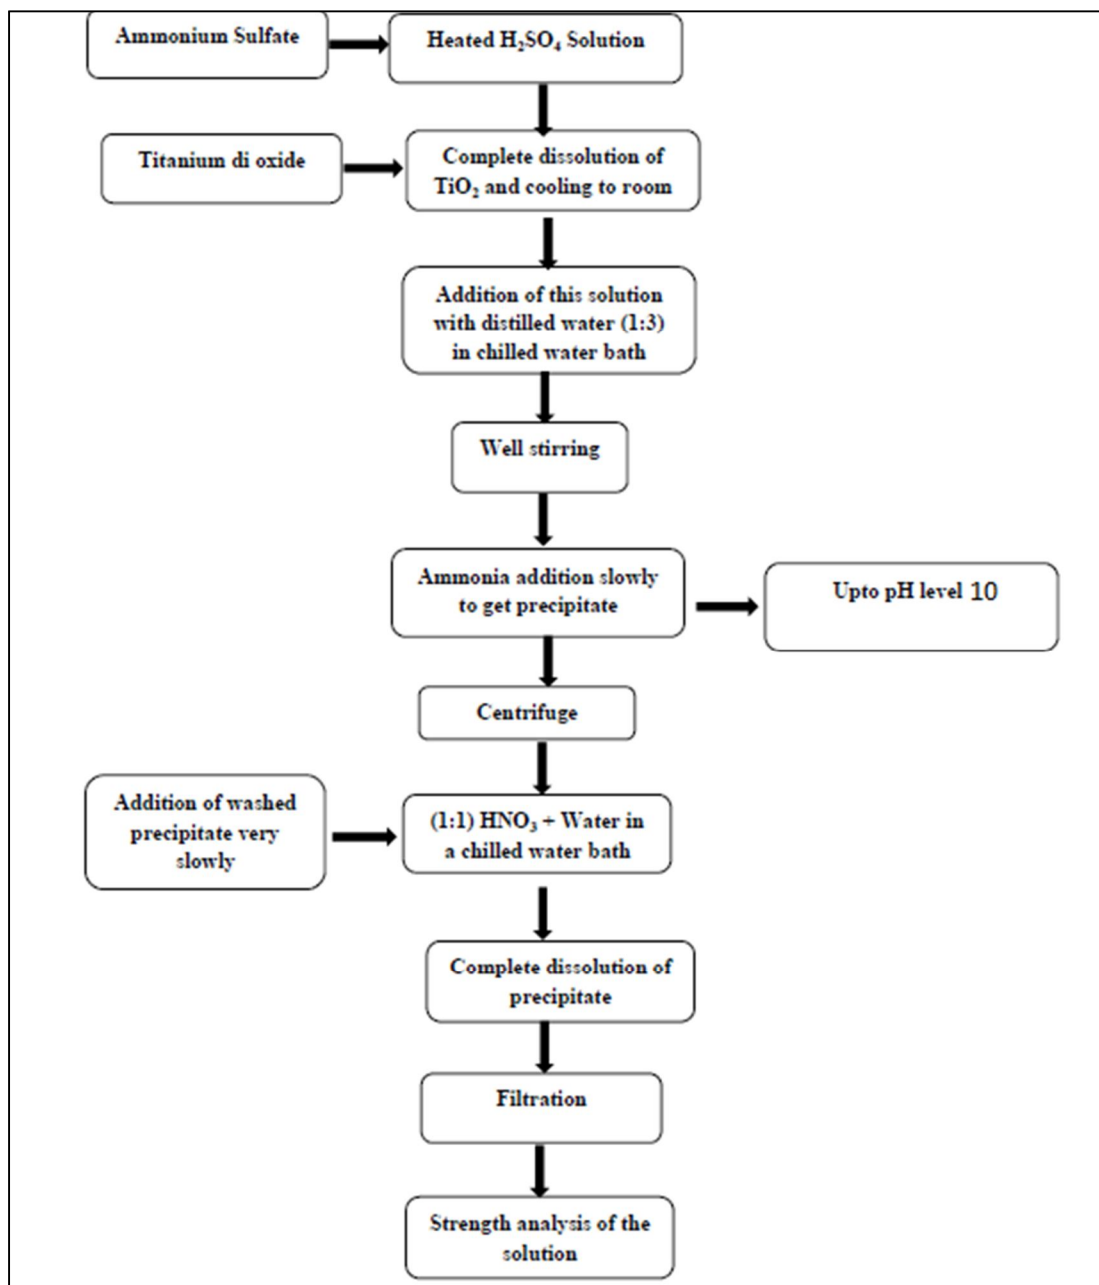 Ammonium Sulfate
Heated H₂SO₄ Solution
Titanium di oxide
Complete dissolution of
TiO₂ and cooling to room
Addition of this solution
with distilled water (1:3)
in chilled water bath
Well stirring
Ammonia addition slowly
to get precipitate
Upto pH level 10
Centrifuge
Addition of washed
precipitate very
slowly
(1:1) HNO₃ + Water in
a chilled water bath
Complete dissolution of
precipitate
Filtration
Strength analysis of the
solution